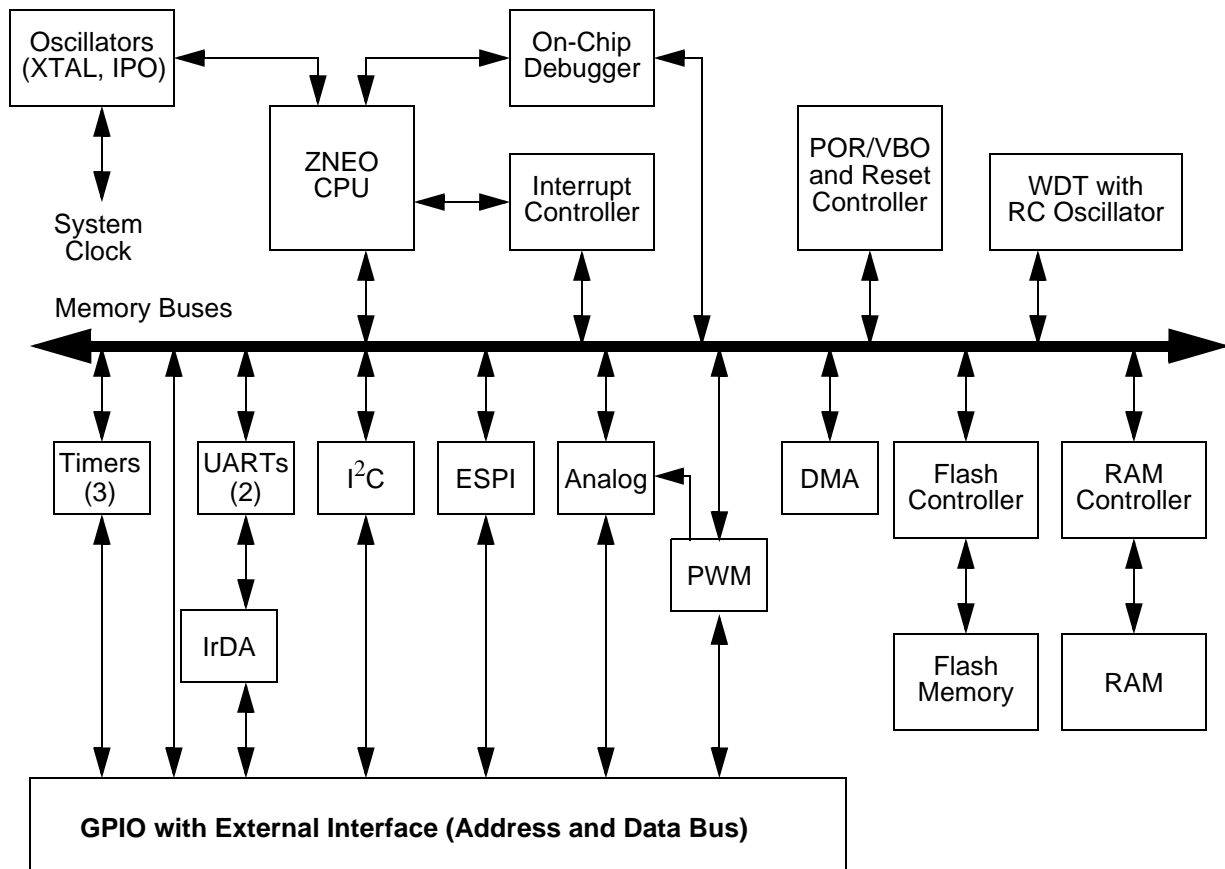 Oscillators
(XTAL, IPO)
On-Chip
Debugger
ZNEO
CPU
Interrupt
Controller
POR/VBO
and Reset
Controller
WDT with
RC Oscillator
System
Clock
Memory Buses
Timers
(3)
UARTs
(2)
I²C
ESPI
Analog
DMA
Flash
Controller
RAM
Controller
PWM
IrDA
Flash
Memory
RAM
GPIO with External Interface (Address and Data Bus)